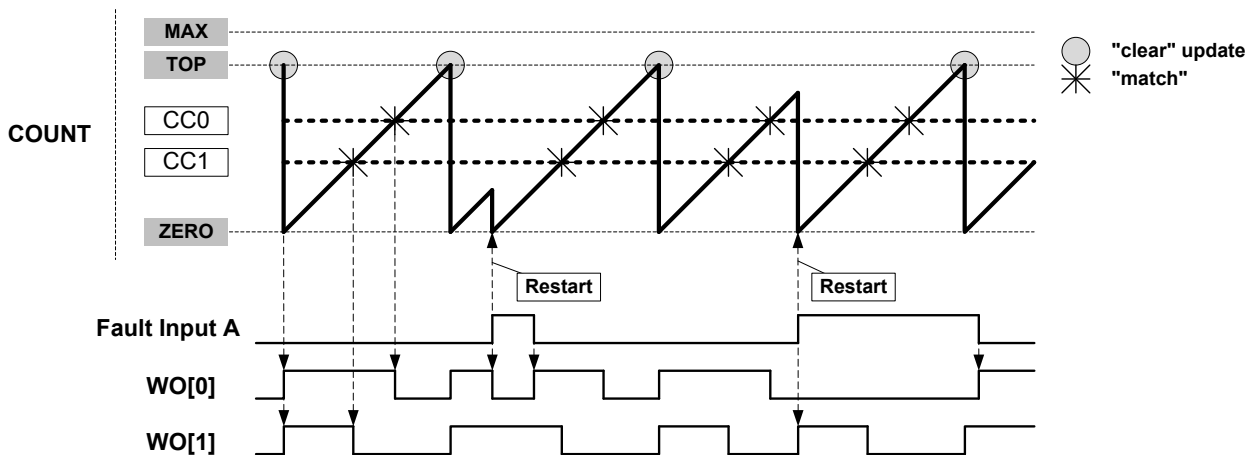 MAX
TOP
"clear" update
"match"
CC0
COUNT
CC1
ZERO
Restart
Restart
Fault Input A
WO[0]
WO[1]